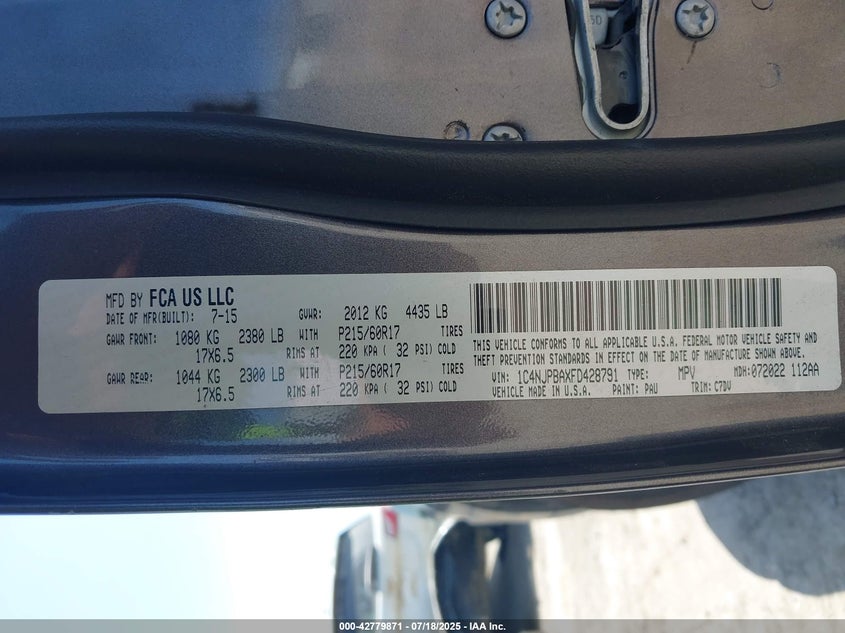 MFD BY FCA US LLC
DATE OF MFR(BUILT): 7-15 GVWR: 2012 KG 4435 LB
GAWR FRONT: 1080 KG 2380 LB WITH P215/60R17 TIRES
17X6.5 RIMS AT 220 KPA ( 32 PSI) COLD
GAWR REAR: 1044 KG 2300 LB WITH P215/60R17 TIRES
17X6.5 RIMS AT 220 KPA ( 32 PSI) COLD
THIS VEHICLE CONFORMS TO ALL APPLICABLE U.S.A. FEDERAL MOTOR VEHICLE SAFETY AND
THEFT PREVENTION STANDARDS IN EFFECT ON THE DATE OF MANUFACTURE SHOWN ABOVE.
VIN: 1C4NJPBAXFD428791 TYPE: MPV MDH: 072022 112AA
VEHICLE MADE IN U.S.A. PAINT: PAU TRIM: C7DV
000-42779871 | 07/18/2025 - IAA Inc.